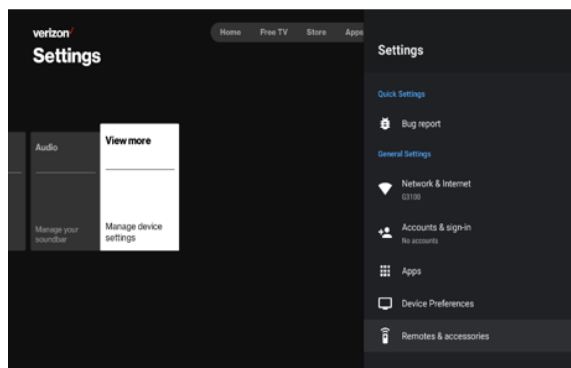 verizon
Settings
Home Free TV Store Apps
Audio
Manage your
soundbar
View more
Manage device
settings
Settings
Quick Settings
Bug report
General Settings
Network & Internet
G3100
Accounts & sign-in
No accounts
Apps
Device Preferences
Remotes & accessories